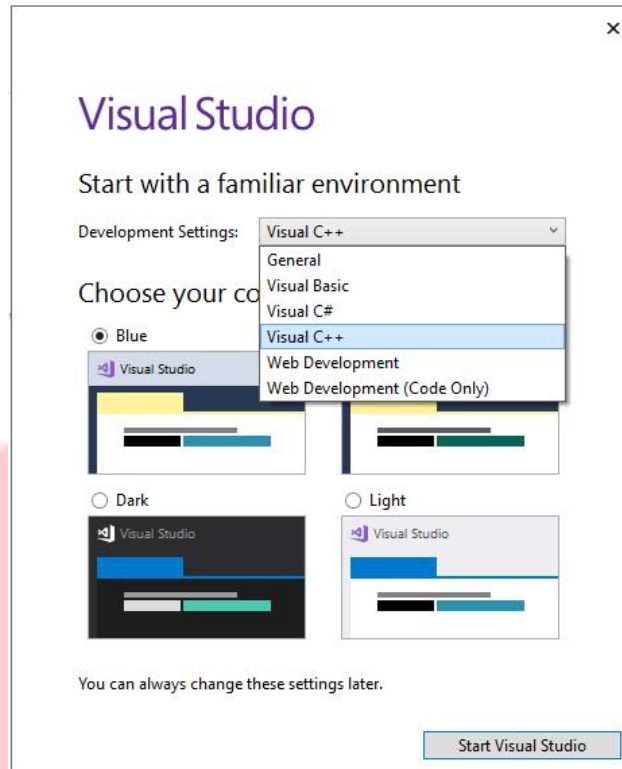 Visual Studio
Start with a familiar environment
Development Settings: Visual C++
General
Visual Basic
Visual C#
Visual C++
Web Development
Web Development (Code Only)
Choose your co
Blue
Visual Studio
Dark
Light
Visual Studio
Visual Studio
You can always change these settings later.
Start Visual Studio